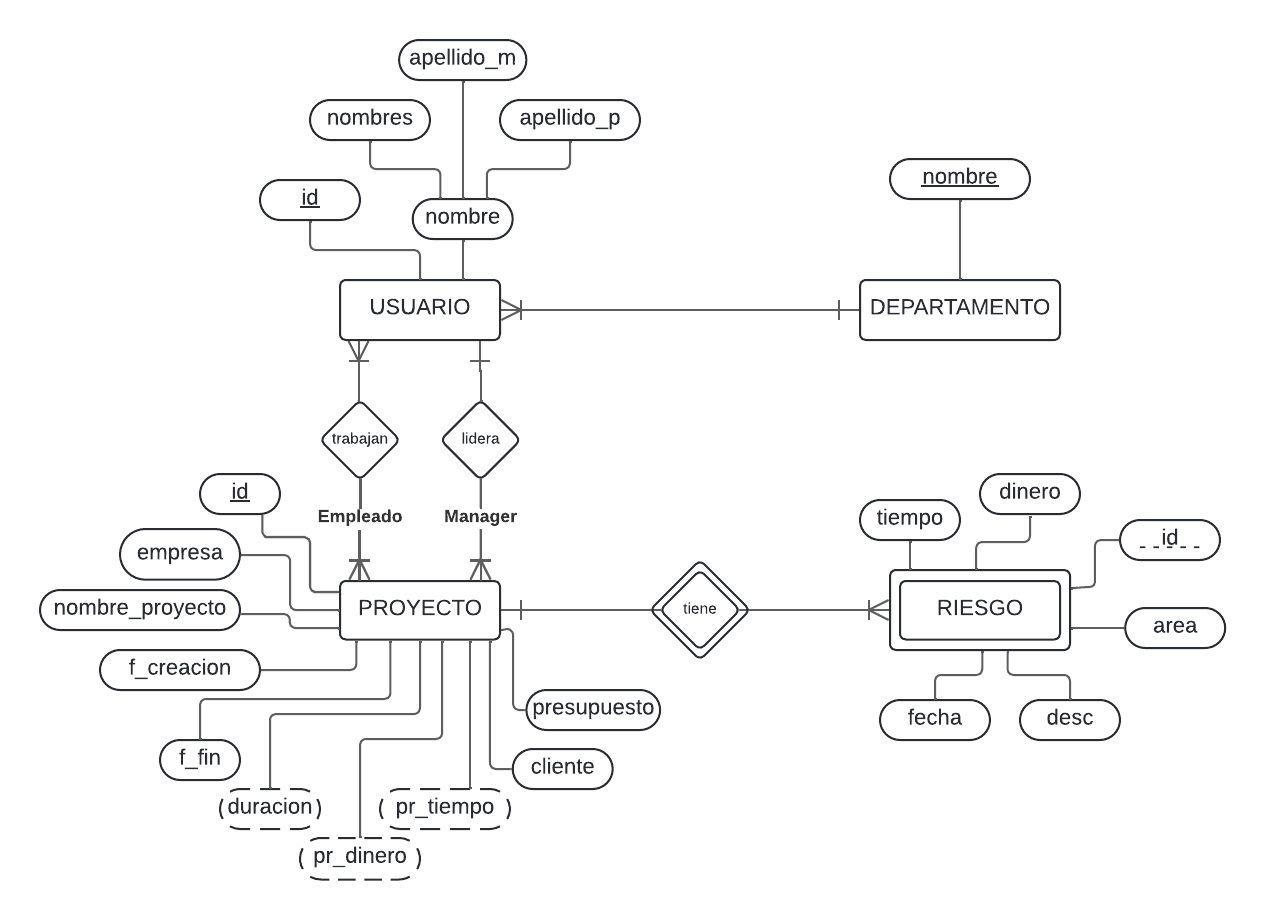 apellido_m
nombres
apellido_p
nombre
id
nombre
USUARIO
DEPARTAMENTO
trabajan
lidera
id
dinero
Empleado
Manager
tiempo
id
empresa
nombre_proyecto
PROYECTO
tiene
RIESGO
area
f_creacion
presupuesto
fecha
desc
f_fin
cliente
duracion
pr_tiempo
pr_dinero